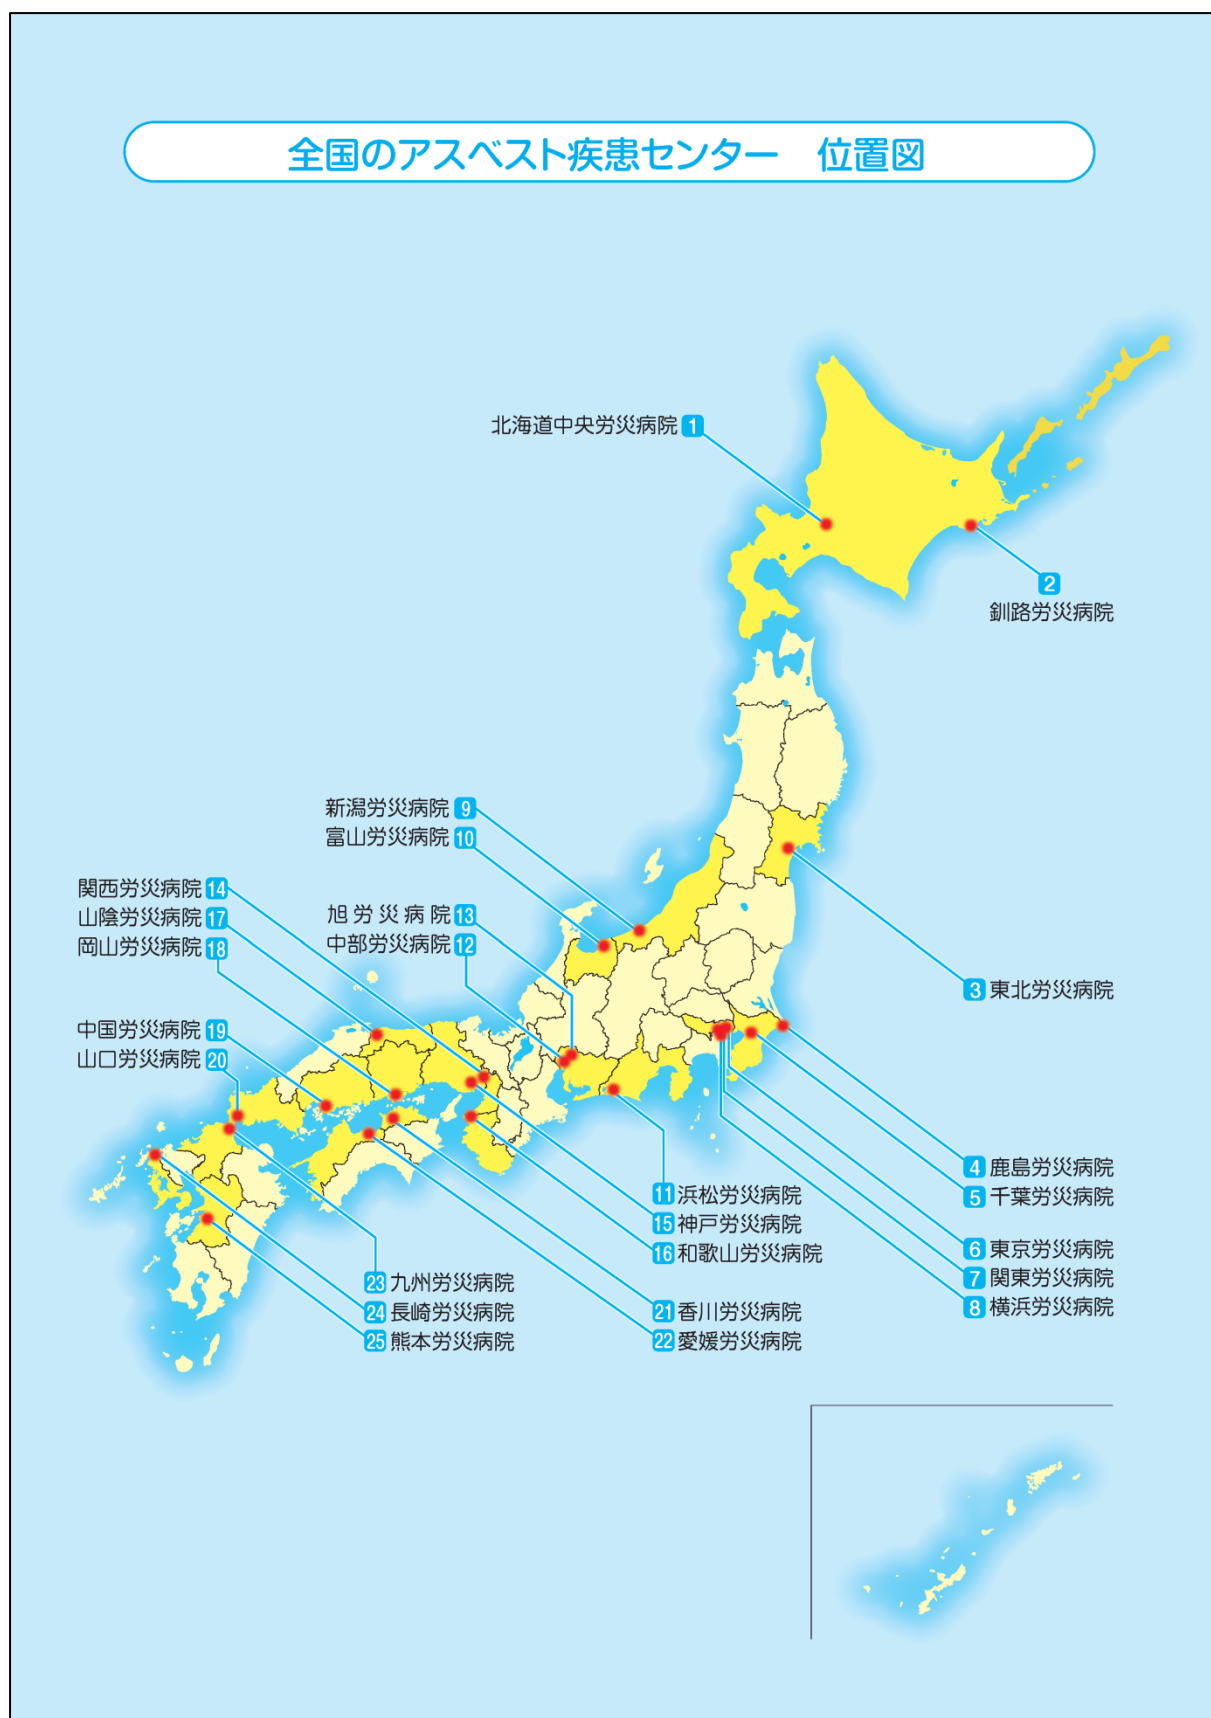 全国のアスベスト疾患センター　位置図
北海道中央労災病院 1
2
釧路労災病院
新潟労災病院 9
富山労災病院 10
関西労災病院 14
山陰労災病院 17
岡山労災病院 18
旭労災病院 13
中部労災病院 12
3 東北労災病院
中国労災病院 19
山口労災病院 20
4 鹿島労災病院
5 千葉労災病院
11 浜松労災病院
15 神戸労災病院
16 和歌山労災病院
6 東京労災病院
7 関東労災病院
8 横浜労災病院
23 九州労災病院
24 長崎労災病院
25 熊本労災病院
21 香川労災病院
22 愛媛労災病院